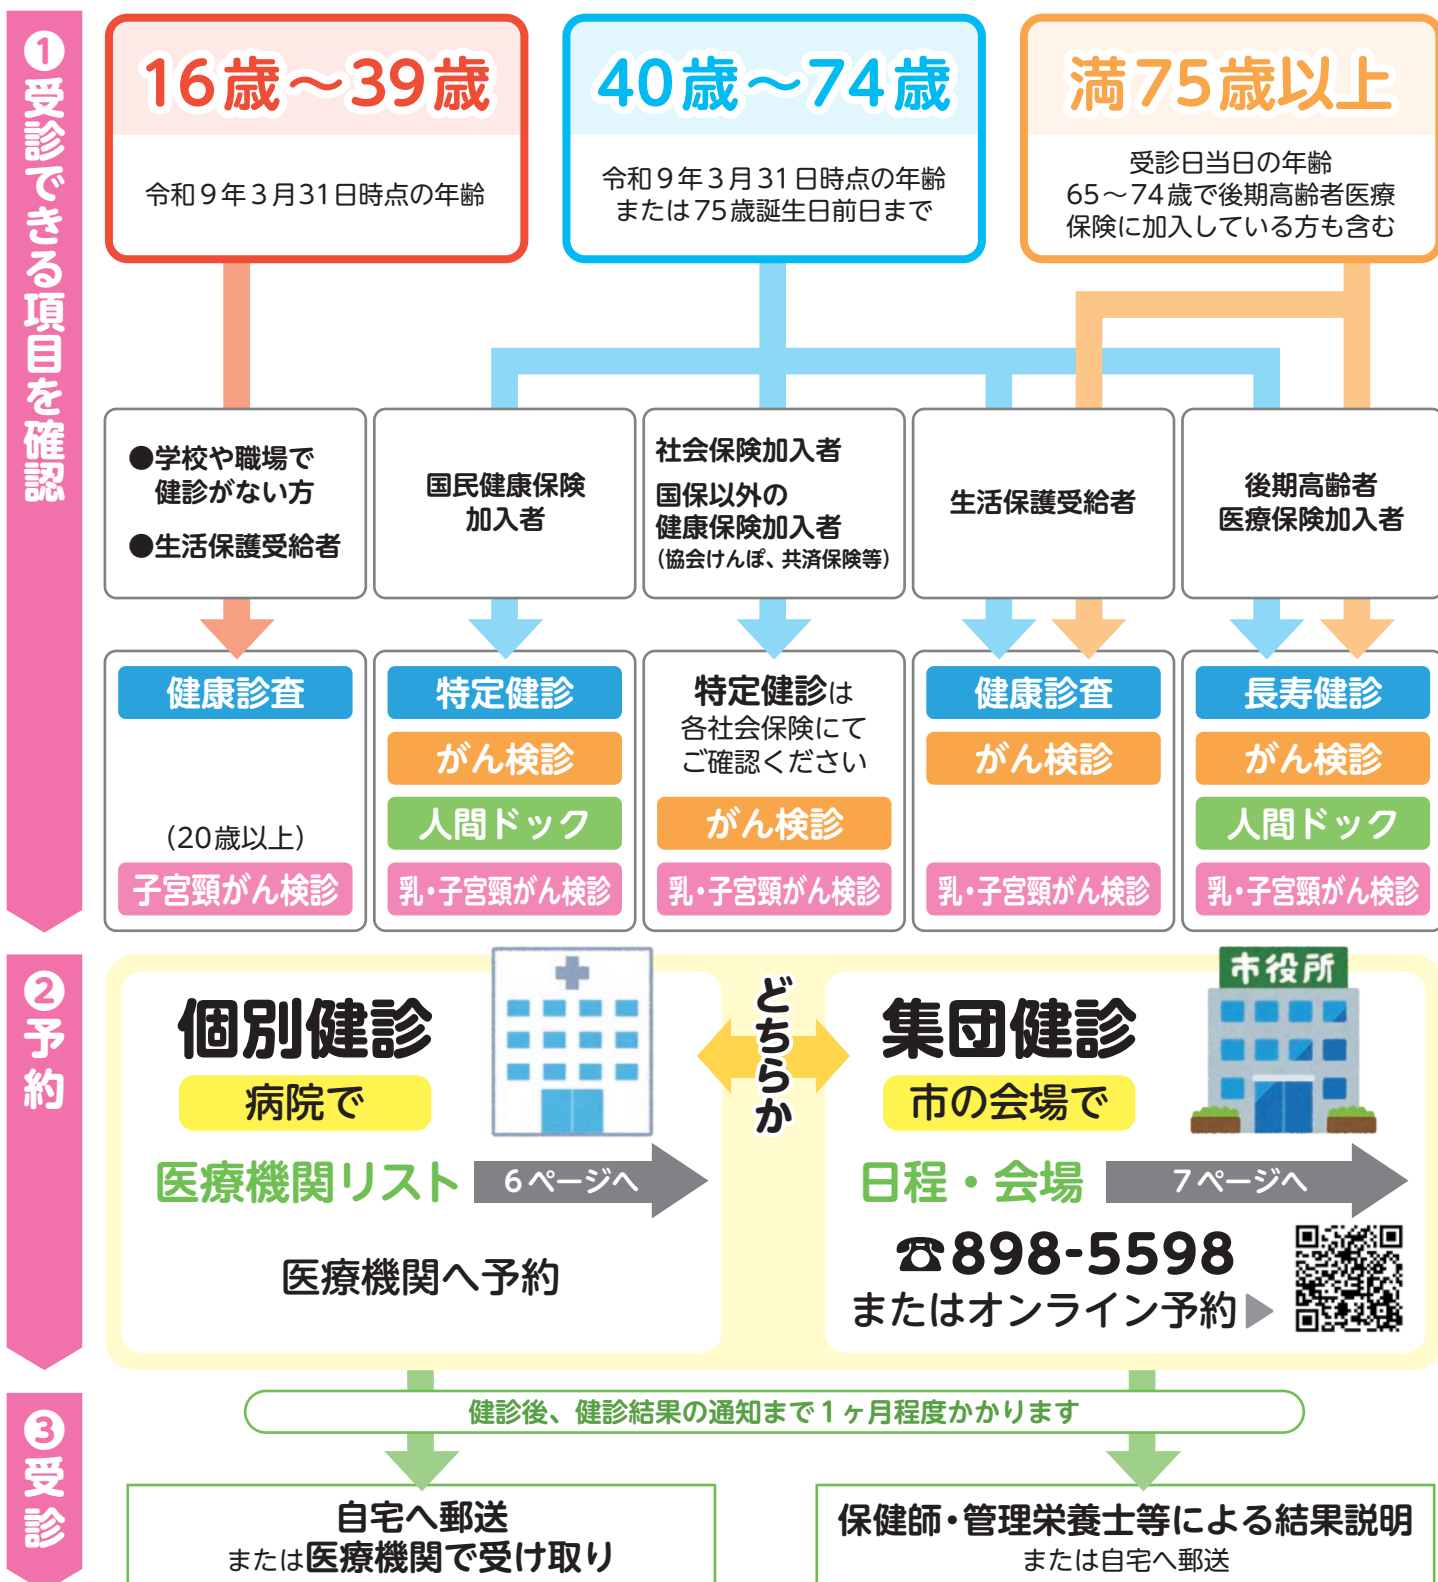 ❶受診できる項目を確認
16歳～39歳
令和9年3月31日時点の年齢
40歳～74歳
令和9年3月31日時点の年齢
または75歳誕生日前日まで
満75歳以上
受診日当日の年齢
65～74歳で後期高齢者医療
保険に加入している方も含む
●学校や職場で
健診がない方
●生活保護受給者
国民健康保険
加入者
社会保険加入者
国保以外の
健康保険加入者
（協会けんぽ、共済保険等）
生活保護受給者
後期高齢者
医療保険加入者
健康診査
（20歳以上）
子宮頸がん検診
特定健診
がん検診
人間ドック
乳・子宮頸がん検診
特定健診は
各社会保険にて
ご確認ください
がん検診
乳・子宮頸がん検診
健康診査
がん検診
乳・子宮頸がん検診
長寿健診
がん検診
人間ドック
乳・子宮頸がん検診
❷予約
個別健診
病院で
医療機関リスト
6ページへ
医療機関へ予約
どちらか
市役所
集団健診
市の会場で
日程・会場
7ページへ
☎898-5598
またはオンライン予約▶
❸受診
健診後、健診結果の通知まで1ヶ月程度かかります
自宅へ郵送
または医療機関で受け取り
保健師・管理栄養士等による結果説明
または自宅へ郵送